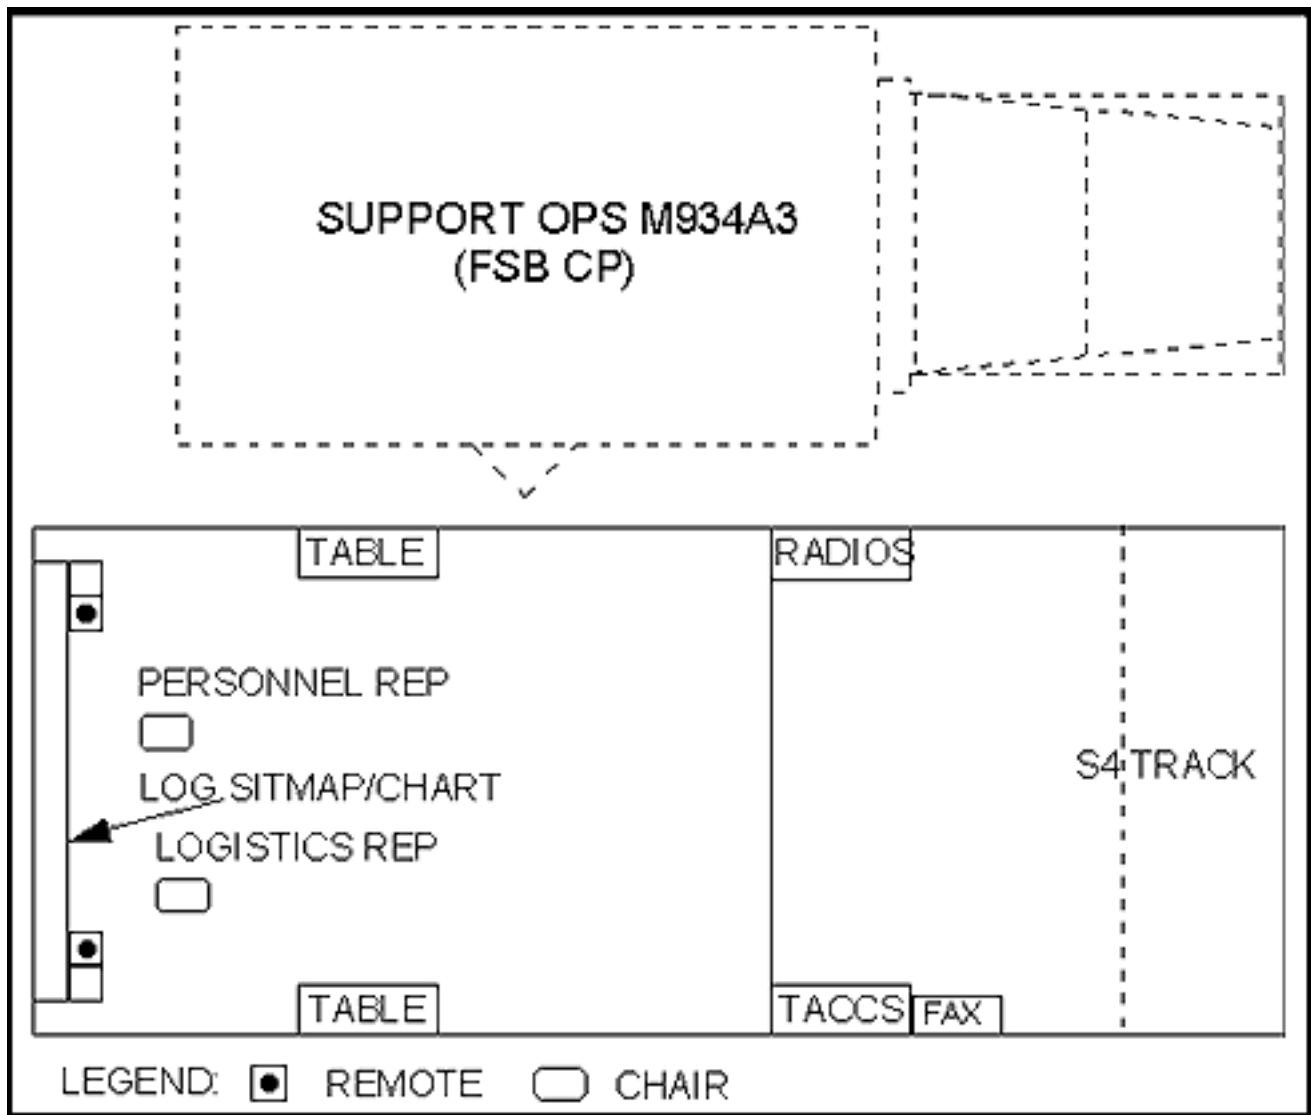 SUPPORT OPS M934A3
(FSB CP)
TABLE
RADIOS
PERSONNEL REP
S4 TRACK
LOG SITMAP/CHART
LOGISTICS REP
TABLE
TACCS
FAX
LEGEND: REMOTE CHAIR